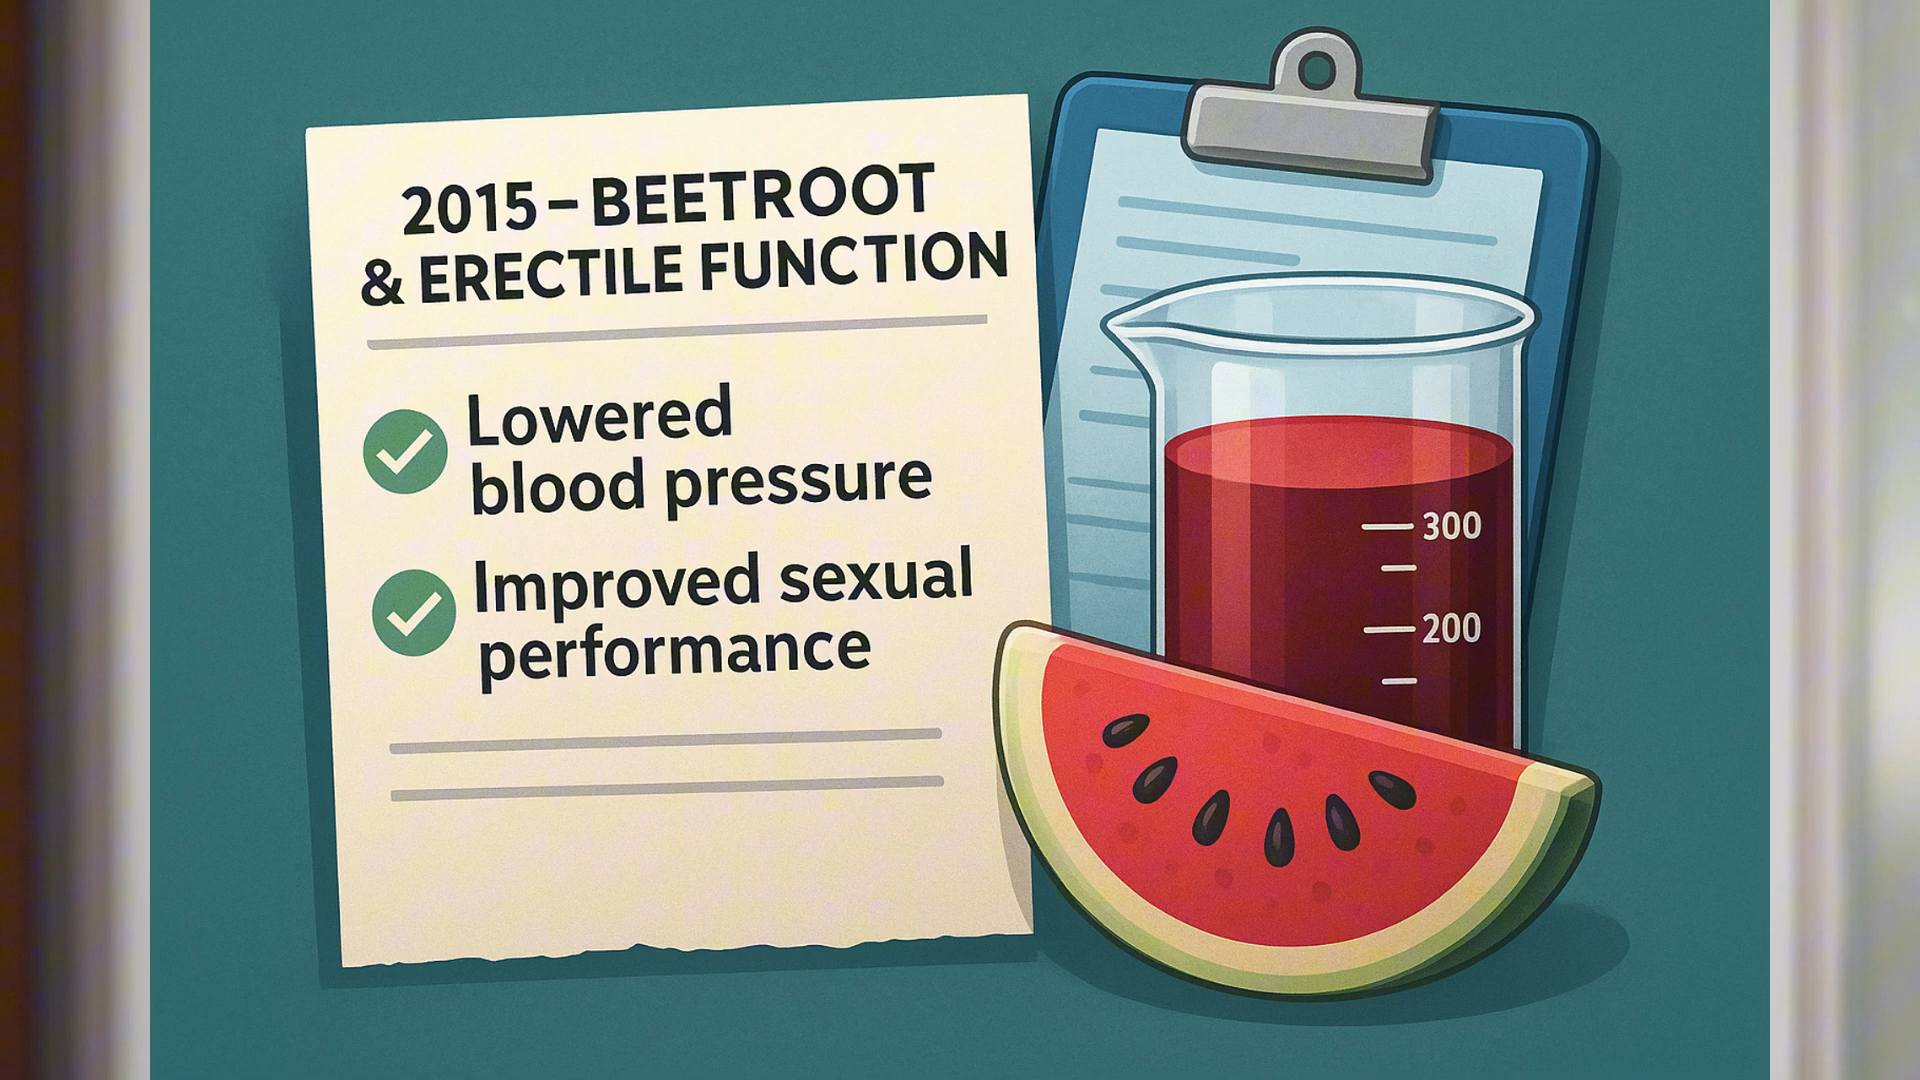 2015 – BEETROOT
& ERECTILE FUNCTION
Lowered
blood pressure
Improved sexual
performance
300
200